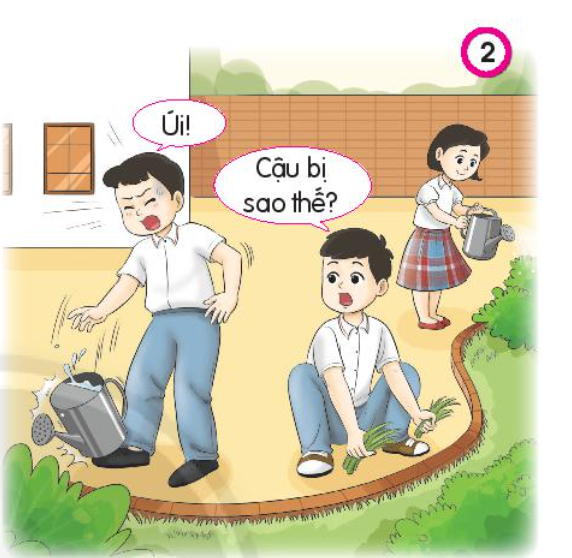 2
Úi!
Cậu bị
sao thế?